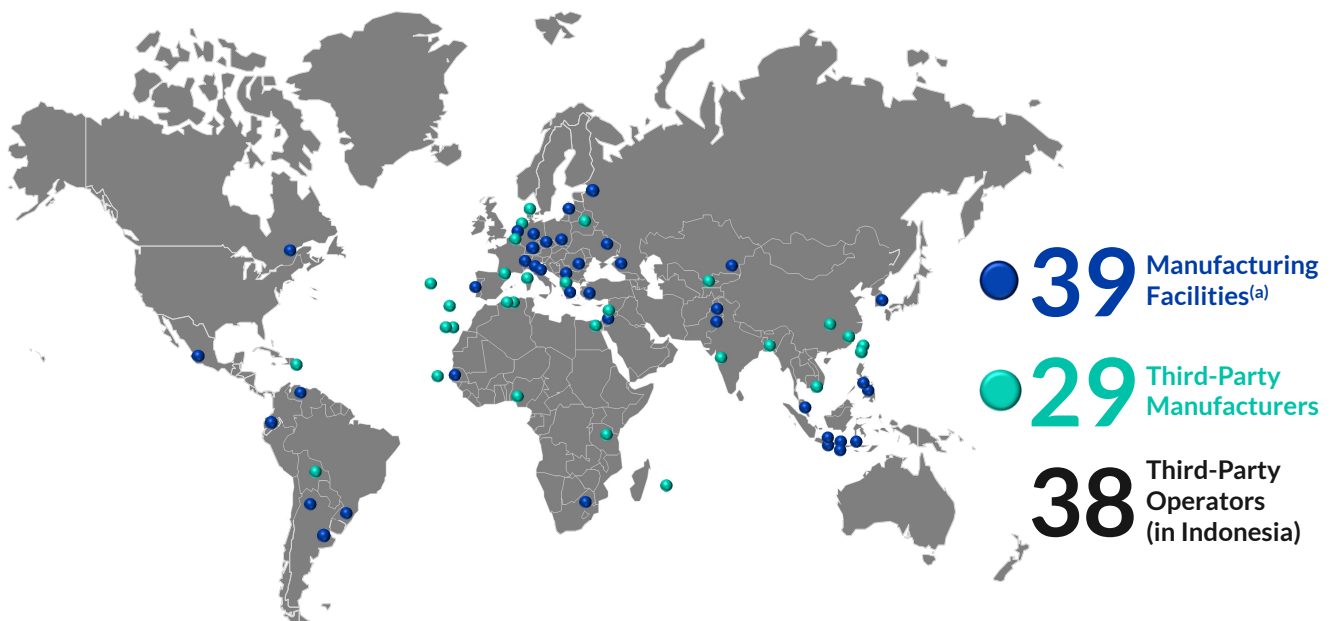 39
Manufacturing
Facilities(a)
29
Third-Party
Manufacturers
38
Third-Party
Operators
(in Indonesia)